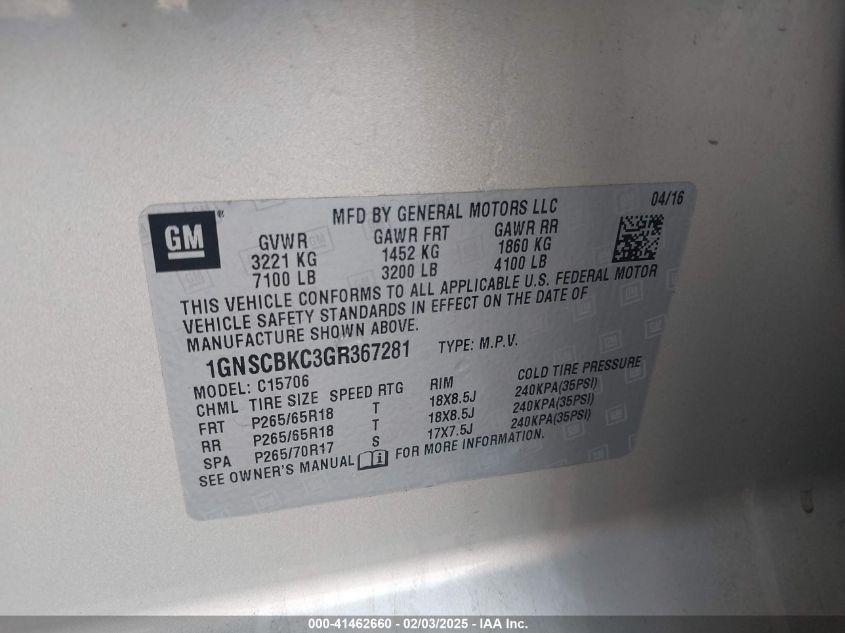 04/16
GM®
MFD BY GENERAL MOTORS LLC
GVWR GAWR FRT GAWR RR
3221 KG 1452 KG 1860 KG
7100 LB 3200 LB 4100 LB
THIS VEHICLE CONFORMS TO ALL APPLICABLE U.S. FEDERAL MOTOR
VEHICLE SAFETY STANDARDS IN EFFECT ON THE DATE OF
MANUFACTURE SHOWN ABOVE.
1GNSCBKC3GR367281 TYPE: M.P.V.
MODEL: C15706
CHML TIRE SIZE SPEED RTG RIM COLD TIRE PRESSURE
FRT P265/65R18 T 18X8.5J 240KPA(35PSI)
RR P265/65R18 T 18X8.5J 240KPA(35PSI)
SPA P265/70R17 S 17X7.5J 240KPA(35PSI)
SEE OWNER'S MANUAL i FOR MORE INFORMATION.
000-41462660 - 02/03/2025 - IAA Inc.